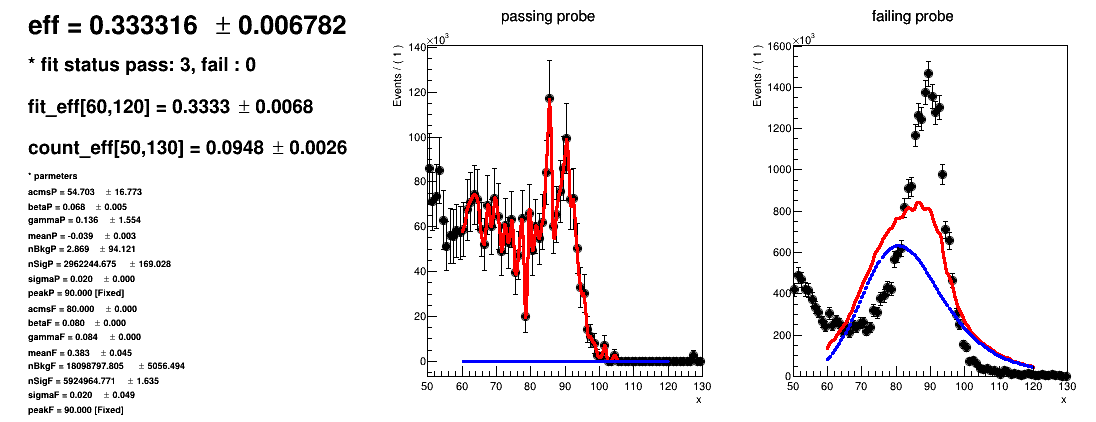 eff = 0.333316 ± 0.006782
* fit status pass: 3, fail : 0
fit_eff[60,120] = 0.3333 ± 0.0068
count_eff[50,130] = 0.0948 ± 0.0026
* parmeters
acmsP = 54.703 ± 16.773
betaP = 0.068 ± 0.005
gammaP = 0.136 ± 1.554
meanP = -0.039 ± 0.003
nBkgP = 2.869 ± 94.121
nSigP = 2962244.675 ± 169.028
sigmaP = 0.020 ± 0.000
peakP = 90.000 [Fixed]
acmsF = 80.000 ± 0.000
betaF = 0.080 ± 0.000
gammaF = 0.084 ± 0.000
meanF = 0.383 ± 0.045
nBkgF = 18098797.805 ± 5056.494
nSigF = 5924964.771 ± 1.635
sigmaF = 0.020 ± 0.049
peakF = 90.000 [Fixed]
passing probe
×10³
Events / ( 1 )
140
120
100
80
60
40
20
0
50 60 70 80 90 100 110 120 130
x
failing probe
×10³
Events / ( 1 )
1600
1400
1200
1000
800
600
400
200
0
50 60 70 80 90 100 110 120 130
x